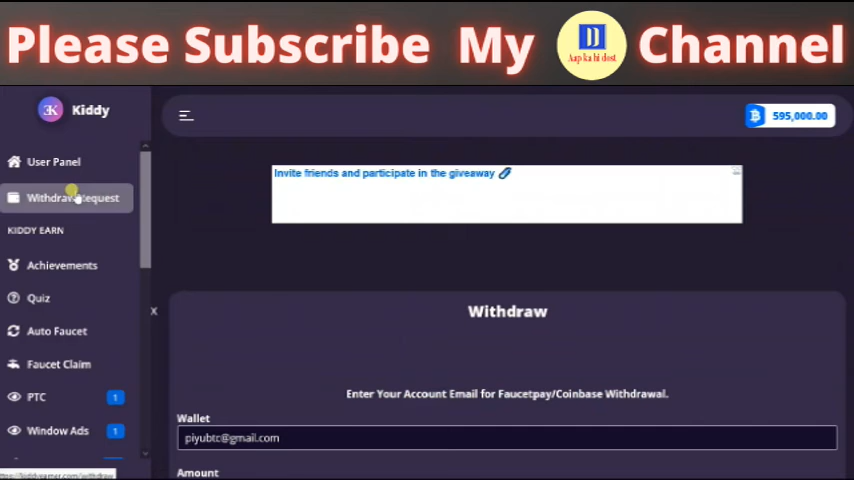 Please Subscribe My Channel
Aap ka hi dost
Kiddy
595,000.00
User Panel
Invite friends and participate in the giveaway
Withdraw Request
KIDDY EARN
Achievements
X
Withdraw
Quiz
Auto Faucet
Faucet Claim
Enter Your Account Email for Faucetpay/Coinbase Withdrawal.
PTC 1
Wallet
Window Ads 1
piyubtc@gmail.com
Amount